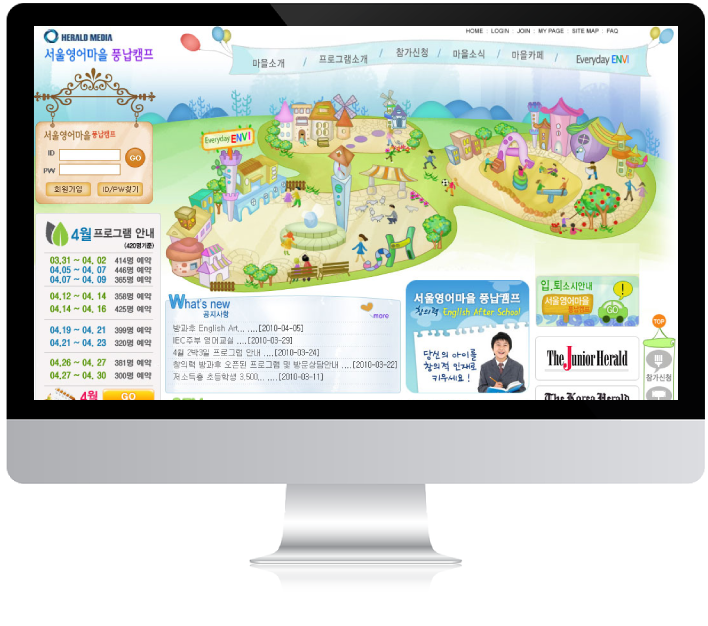 HERALD MEDIA
서울영어마을 풍납캠프
HOME : LOGIN : JOIN : MY PAGE : SITE MAP : FAQ
마을소개 / 프로그램소개 / 참가신청 / 마을소식 / 마을카페 / Everyday ENVI
서울영어마을 풍납캠프
ID
PW
GO
회원가입
ID/PW찾기
Everyday ENVI
4월 프로그램 안내
(420명기준)
03,31 ~ 04, 02 414명 예약
04,05 ~ 04, 07 446명 예약
04,07 ~ 04, 09 365명 예약
04,12 ~ 04, 14 358명 예약
04,14 ~ 04, 16 425명 예약
04,19 ~ 04, 21 399명 예약
04,21 ~ 04, 23 320명 예약
04,26 ~ 04, 27 381명 예약
04,27 ~ 04, 30 300명 예약
4월
GO
What's new
공지사항
more
방과후 English Art,,, ....[2010-04-05]
IEC주부 영어교실 ....[2010-03-29]
4월 2박3일 프로그램 안내 ....[2010-03-24]
창의력 방과후 오픈된 프로그램 및 방문상담안내 ....[2010-03-22]
저소득층 초등학생 3,500,,, ....[2010-03-11]
서울영어마을 풍납캠프
창의력 English After School
당신의 아이를
창의적 인재로
키우세요!
입,퇴소시안내
서울영어마을
GO
The Junior Herald
The Korea Herald
TOP
참가신청